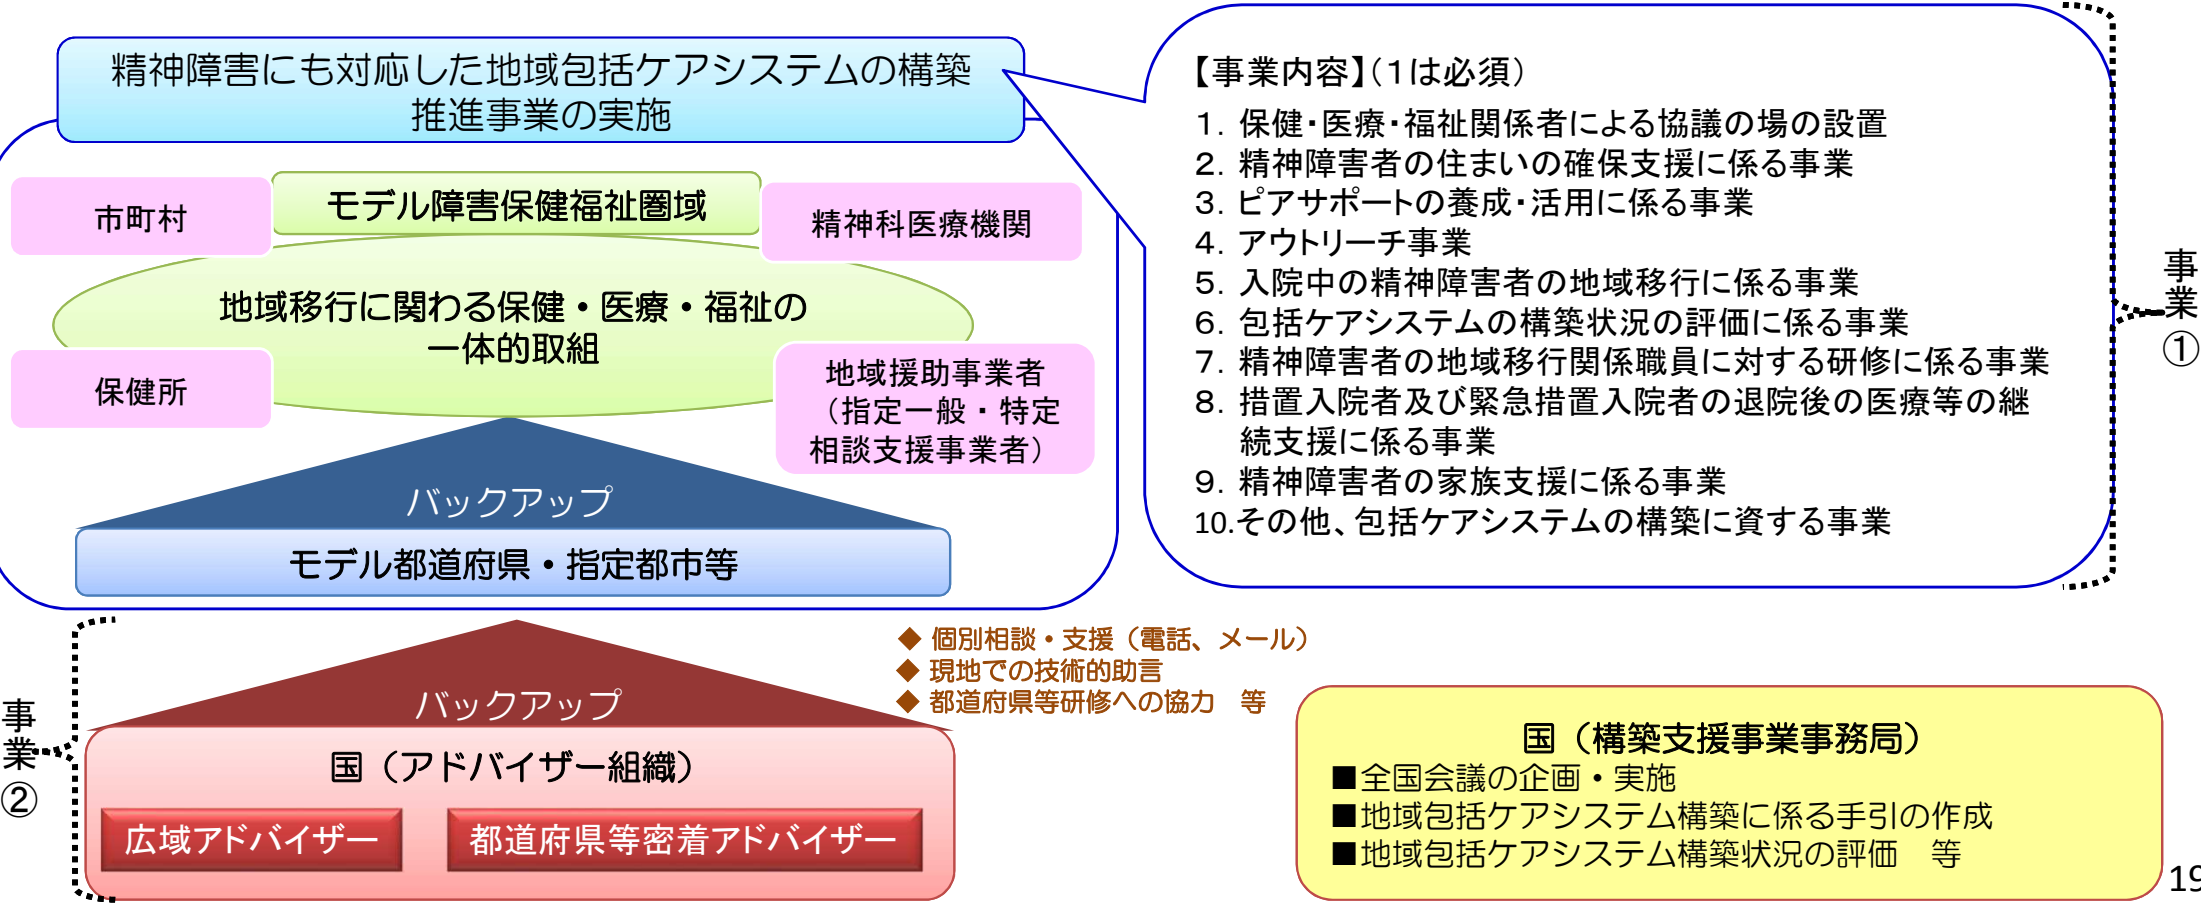 精神障害にも対応した地域包括ケアシステムの構築
推進事業の実施
モデル障害保健福祉圏域
市町村
精神科医療機関
地域移行に関わる保健・医療・福祉の
一体的取組
保健所
地域援助事業者
（指定一般・特定
相談支援事業者）
バックアップ
モデル都道府県・指定都市等
【事業内容】（１は必須）
１．保健・医療・福祉関係者による協議の場の設置
２．精神障害者の住まいの確保支援に係る事業
３．ピアサポートの養成・活用に係る事業
４．アウトリーチ事業
５．入院中の精神障害者の地域移行に係る事業
６．包括ケアシステムの構築状況の評価に係る事業
７．精神障害者の地域移行関係職員に対する研修に係る事業
８．措置入院者及び緊急措置入院者の退院後の医療等の継
続支援に係る事業
９．精神障害者の家族支援に係る事業
10.その他、包括ケアシステムの構築に資する事業
事業①
◆ 個別相談・支援（電話、メール）
◆ 現地での技術的助言
◆ 都道府県等研修への協力　等
バックアップ
事業②
国（アドバイザー組織）
広域アドバイザー
都道府県等密着アドバイザー
国（構築支援事業事務局）
■全国会議の企画・実施
■地域包括ケアシステム構築に係る手引の作成
■地域包括ケアシステム構築状況の評価　等
19